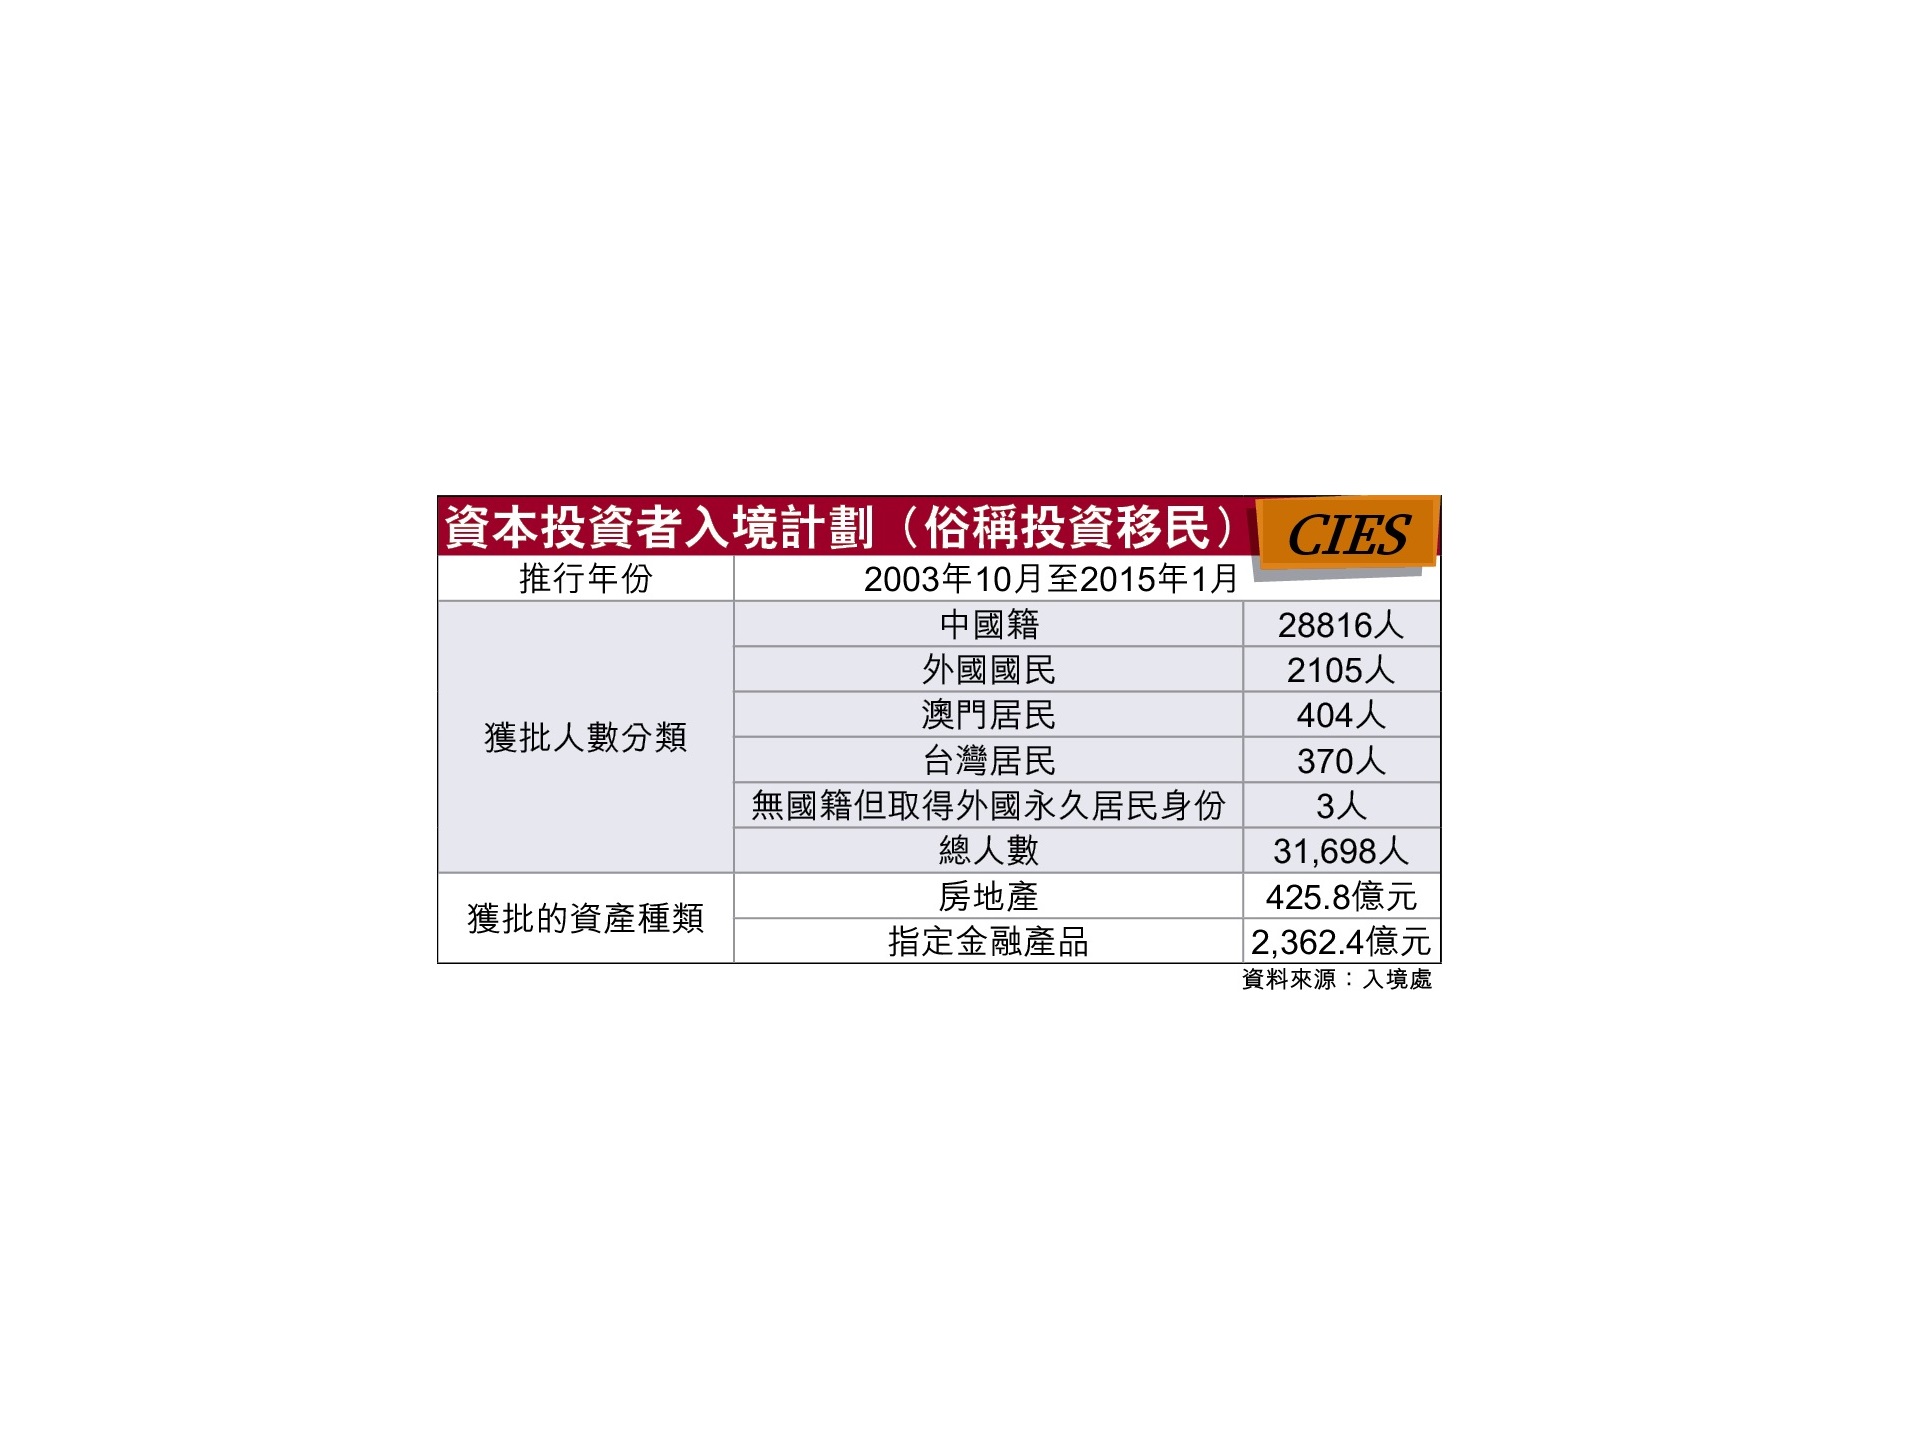 資本投資者入境計劃（俗稱投資移民） CIES
推行年份 2003年10月至2015年1月
獲批人數分類
中國籍 28816人
外國國民 2105人
澳門居民 404人
台灣居民 370人
無國籍但取得外國永久居民身份 3人
總人數 31,698人
獲批的資產種類
房地產 425.8億元
指定金融產品 2,362.4億元
資料來源：入境處